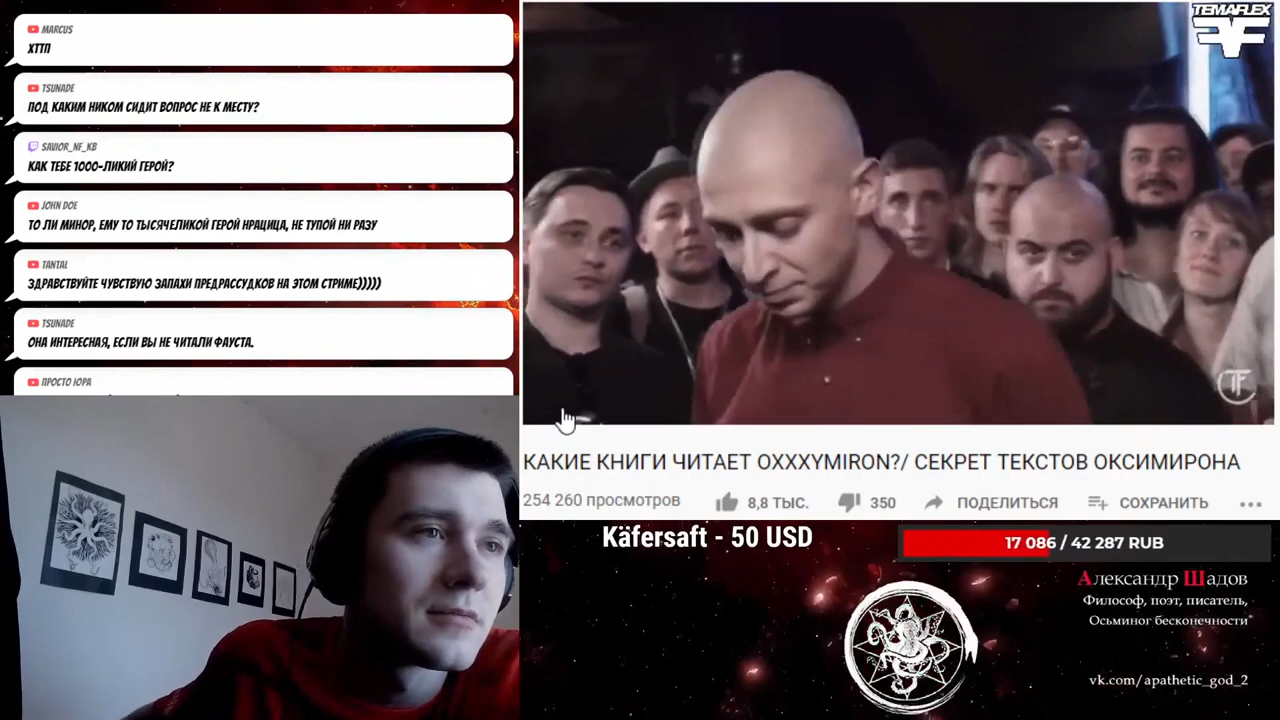 MARCUS
ХТТП
TSUNADE
ПОД КАКИМ НИКОМ СИДИТ ВОПРОС НЕ К МЕСТУ?
SAVIOR_NF_KB
КАК ТЕБЕ 1000-ЛИКИЙ ГЕРОЙ?
JOHN DOE
ТО ЛИ МИНОР, ЕМУ ТО ТЫСЯЧЕЛИКОЙ ГЕРОЙ НРАЦИЦА, НЕ ТУПОЙ НИ РАЗУ
TANTAL
ЗДРАВСТВУЙТЕ ЧУВСТВУЮ ЗАПАХИ ПРЕДРАССУДКОВ НА ЭТОМ СТРИМЕ)))))
TSUNADE
ОНА ИНТЕРЕСНАЯ, ЕСЛИ ВЫ НЕ ЧИТАЛИ ФАУСТА.
ПРОСТО ЮРА
TEMAFLEX
TF
КАКИЕ КНИГИ ЧИТАЕТ OXXXYMIRON?/ СЕКРЕТ ТЕКСТОВ ОКСИМИРОНА
254 260 просмотров
8,8 ТЫС.
350
ПОДЕЛИТЬСЯ
СОХРАНИТЬ
Käfersaft - 50 USD
17 086 / 42 287 RUB
Александр Шадов
Философ, поэт, писатель,
Осьминог бесконечности
vk.com/apathetic_god_2